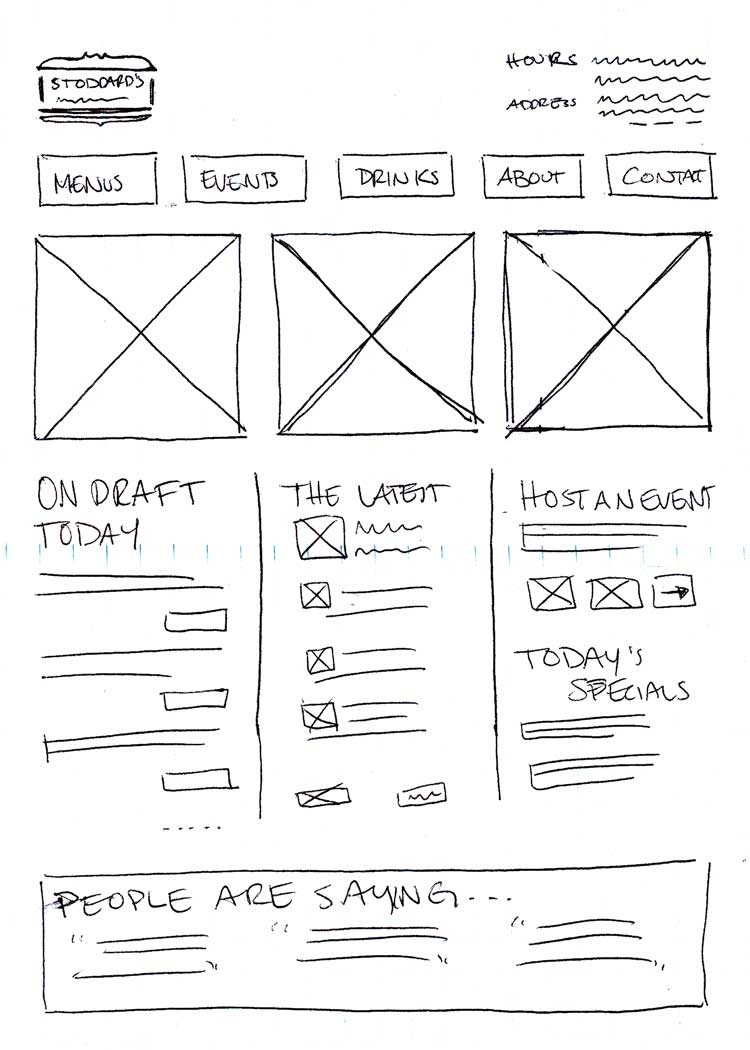 STODDARD'S
HOURS
ADDRESS
MENUS
EVENTS
DRINKS
ABOUT
CONTAT
ON DRAFT
TODAY
THE LATEST
HOST AN EVENT
TODAY'S
SPECIALS
PEOPLE ARE SAYING...